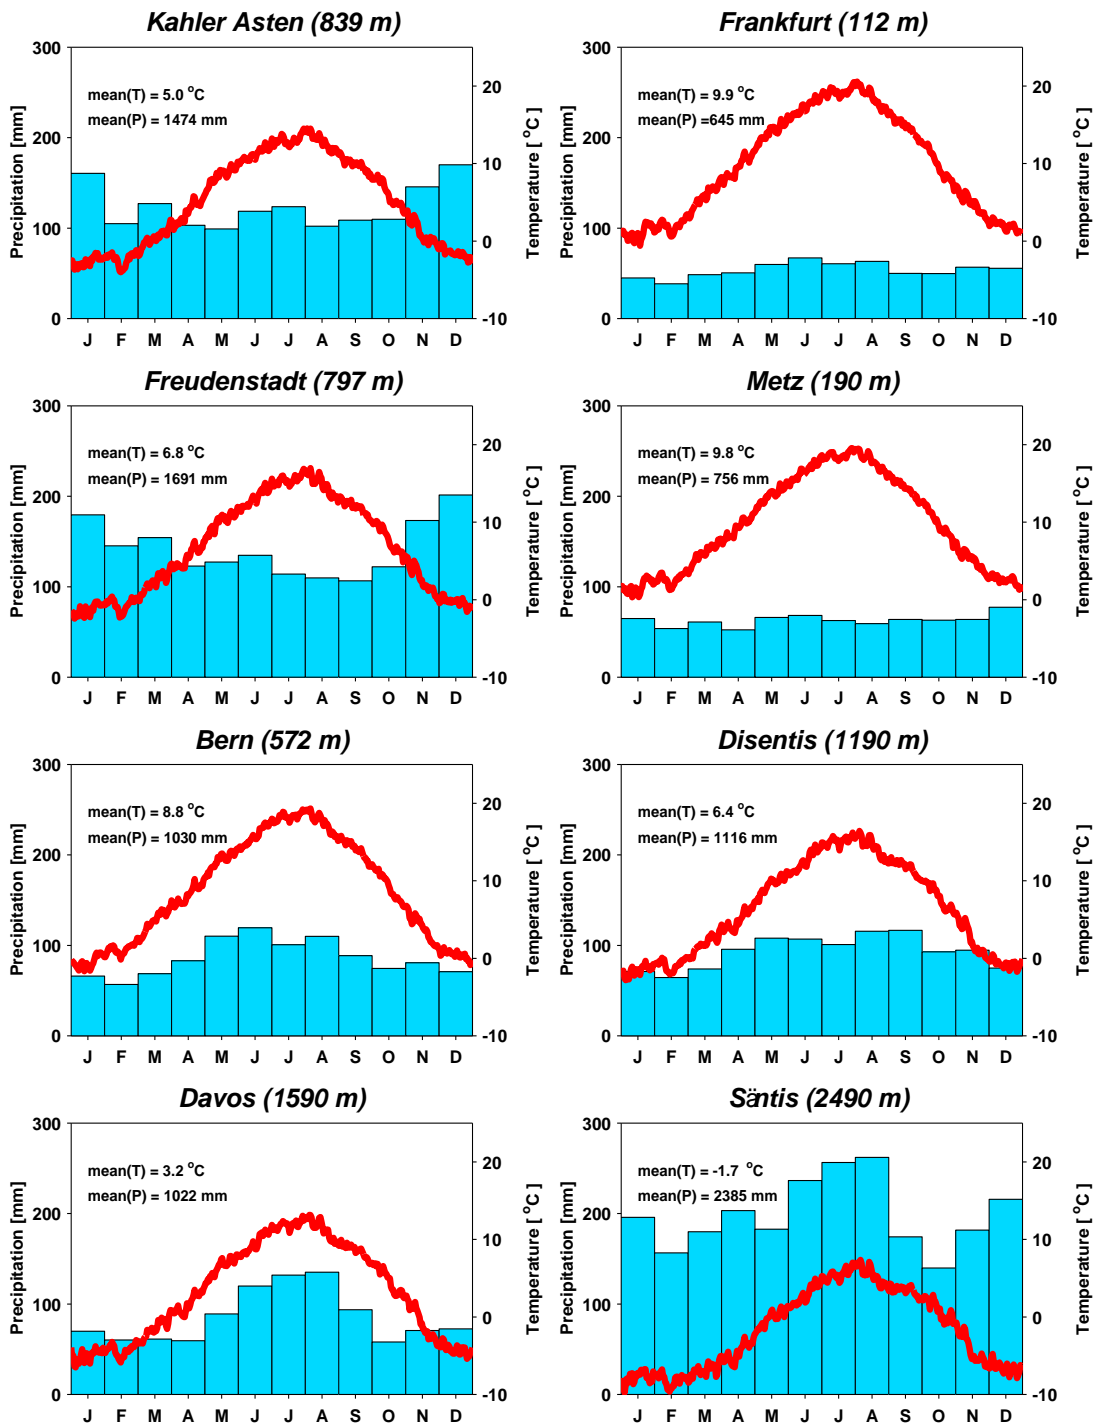 Kahler Asten (839 m)
Frankfurt (112 m)
300
200
100
0
Precipitation [mm]
mean(T) = 5.0 °C
mean(P) = 1474 mm
20
10
0
-10
Temperature [ °C ]
J F M A M J J A S O N D
300
200
100
0
Precipitation [mm]
mean(T) = 9.9 °C
mean(P) =645 mm
20
10
0
-10
Temperature [ °C ]
J F M A M J J A S O N D
Freudenstadt (797 m)
Metz (190 m)
300
200
100
0
Precipitation [mm]
mean(T) = 6.8 °C
mean(P) = 1691 mm
20
10
0
-10
Temperature [ °C ]
J F M A M J J A S O N D
300
200
100
0
Precipitation [mm]
mean(T) = 9.8 °C
mean(P) = 756 mm
20
10
0
-10
Temperature [ °C ]
J F M A M J J A S O N D
Bern (572 m)
Disentis (1190 m)
300
200
100
0
Precipitation [mm]
mean(T) = 8.8 °C
mean(P) = 1030 mm
20
10
0
-10
Temperature [ °C ]
J F M A M J J A S O N D
300
200
100
0
Precipitation [mm]
mean(T) = 6.4 °C
mean(P) = 1116 mm
20
10
0
-10
Temperature [ °C ]
J F M A M J J A S O N D
Davos (1590 m)
Säntis (2490 m)
300
200
100
0
Precipitation [mm]
mean(T) = 3.2 °C
mean(P) = 1022 mm
20
10
0
-10
Temperature [ °C ]
J F M A M J J A S O N D
300
200
100
0
Precipitation [mm]
mean(T) = -1.7 °C
mean(P) = 2385 mm
20
10
0
-10
Temperature [ °C ]
J F M A M J J A S O N D